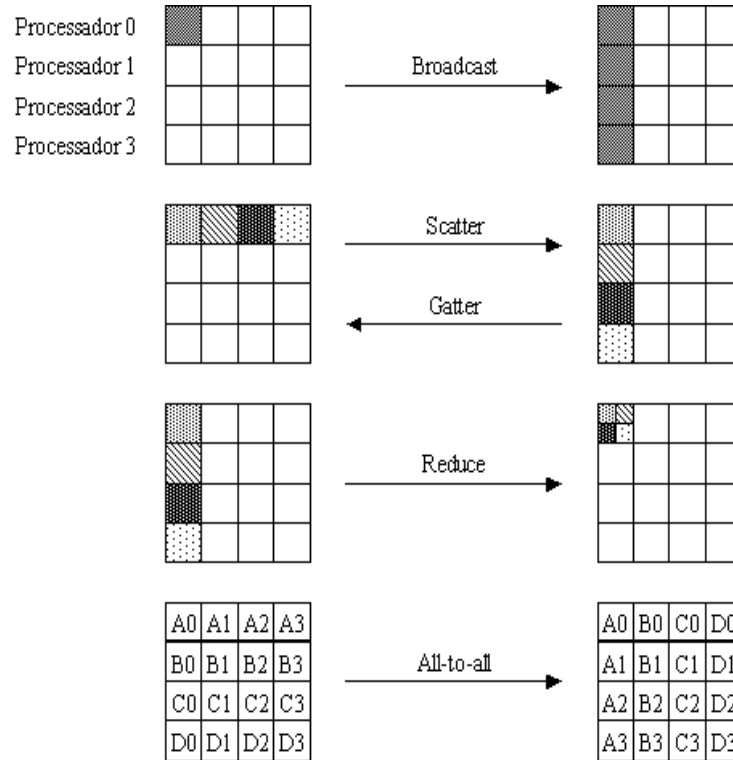 Processador 0
Processador 1
Processador 2
Processador 3
Broadcast
Scatter
Gatter
Reduce
A0 A1 A2 A3
B0 B1 B2 B3
C0 C1 C2 C3
D0 D1 D2 D3
All-to-all
A0 B0 C0 D0
A1 B1 C1 D1
A2 B2 C2 D2
A3 B3 C3 D3